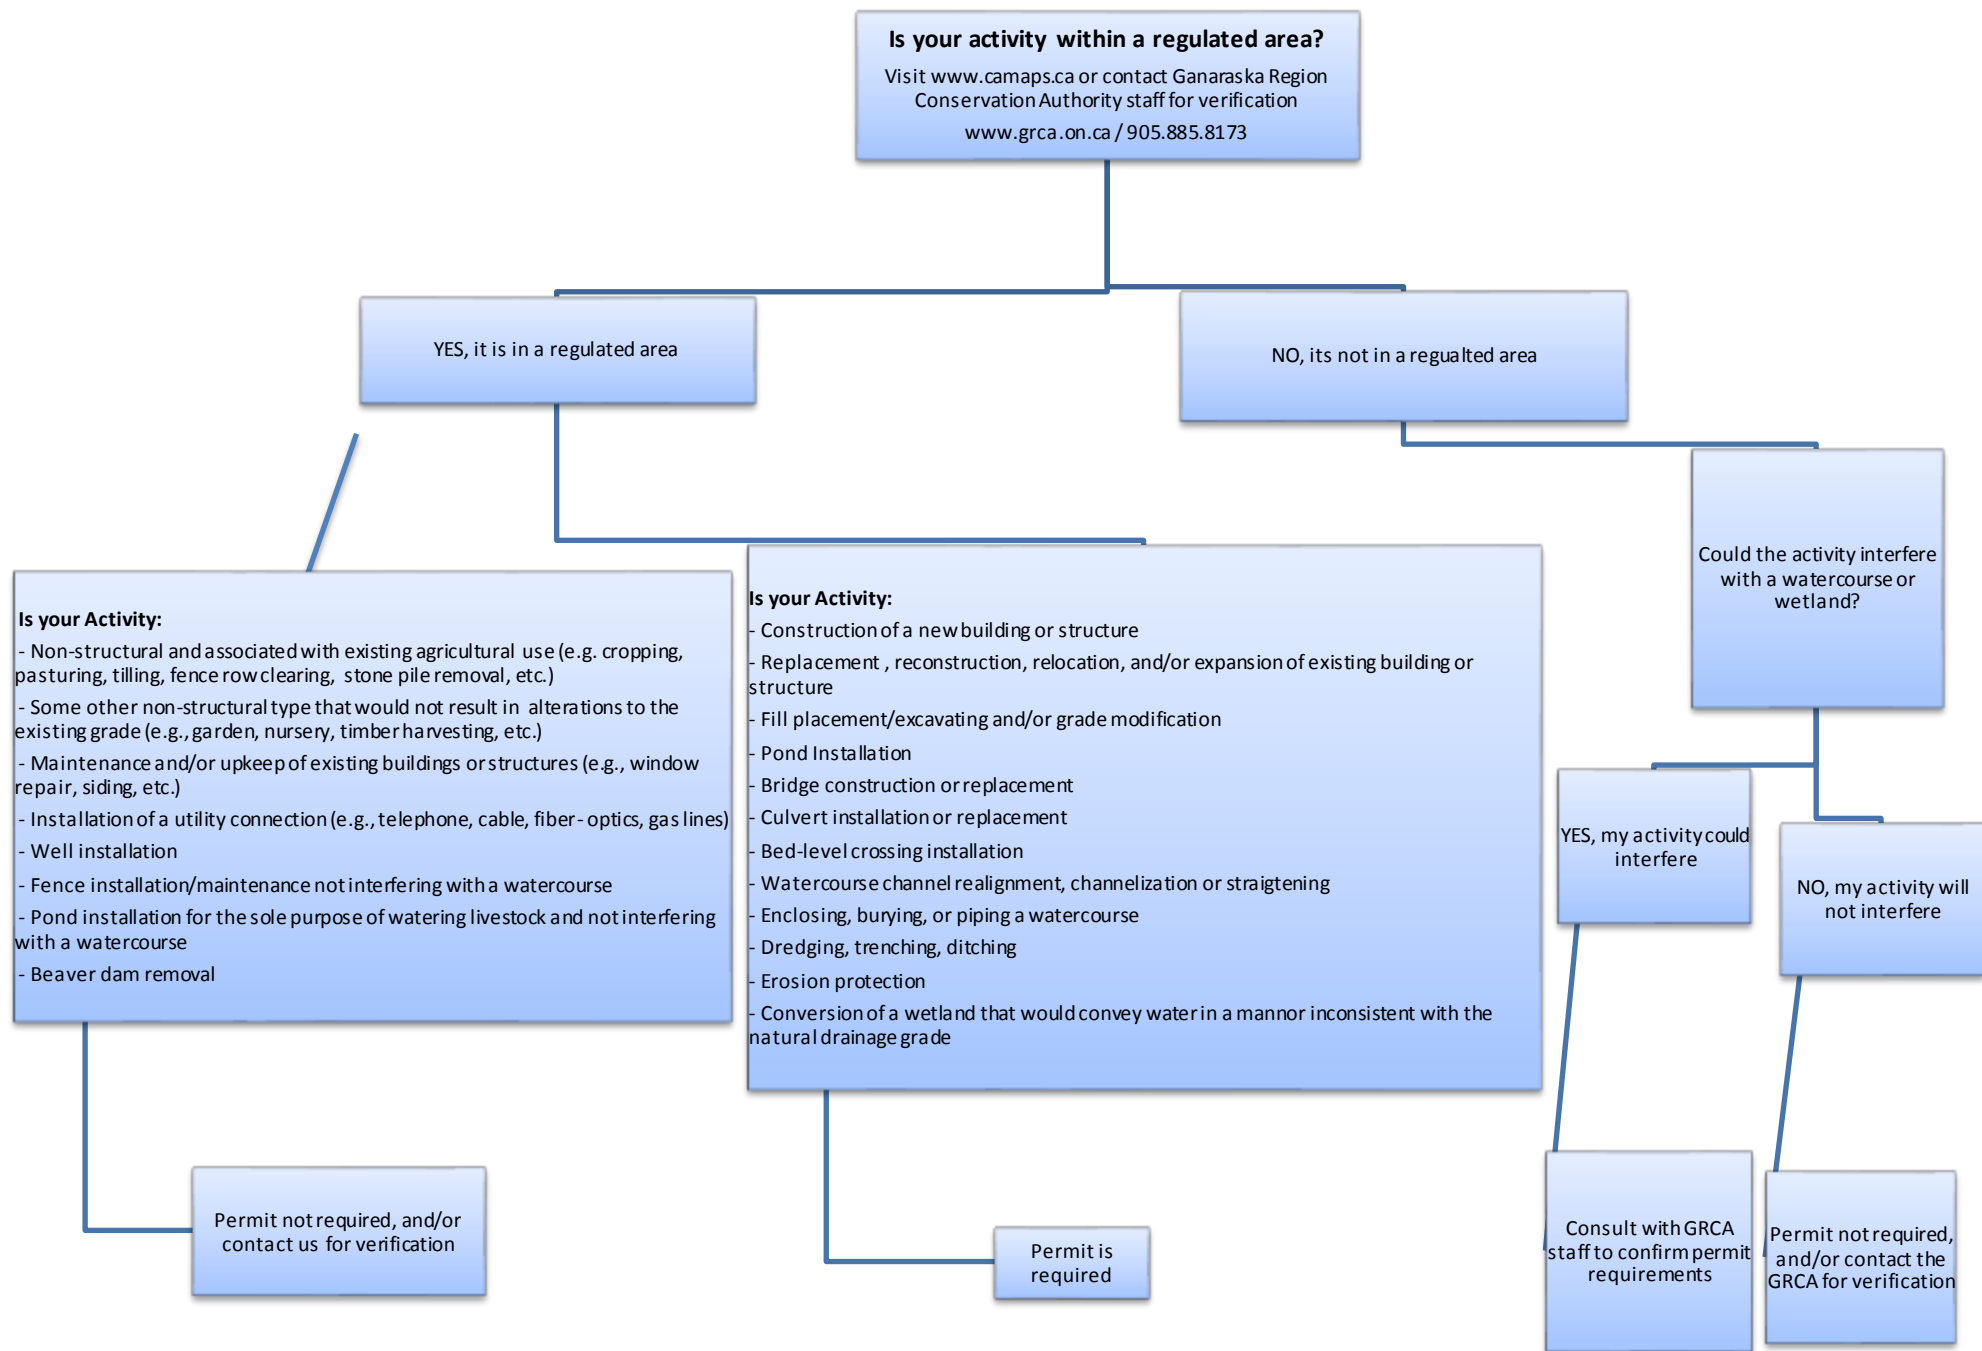 Is your activity within a regulated area?
Visit www.camaps.ca or contact Ganaraska Region
Conservation Authority staff for verification
www.grca.on.ca / 905.885.8173
YES, it is in a regulated area
NO, its not in a regualted area
Could the activity interfere
with a watercourse or
wetland?
Is your Activity:
- Non-structural and associated with existing agricultural use (e.g. cropping,
pasturing, tilling, fence row clearing, stone pile removal, etc.)
- Some other non-structural type that would not result in alterations to the
existing grade (e.g., garden, nursery, timber harvesting, etc.)
- Maintenance and/or upkeep of existing buildings or structures (e.g., window
repair, siding, etc.)
- Installation of a utility connection (e.g., telephone, cable, fiber- optics, gas lines)
- Well installation
- Fence installation/maintenance not interfering with a watercourse
- Pond installation for the sole purpose of watering livestock and not interfering
with a watercourse
- Beaver dam removal
Is your Activity:
- Construction of a new building or structure
- Replacement , reconstruction, relocation, and/or expansion of existing building or
structure
- Fill placement/excavating and/or grade modification
- Pond Installation
- Bridge construction or replacement
- Culvert installation or replacement
- Bed-level crossing installation
- Watercourse channel realignment, channelization or straigtening
- Enclosing, burying, or piping a watercourse
- Dredging, trenching, ditching
- Erosion protection
- Conversion of a wetland that would convey water in a mannor inconsistent with the
natural drainage grade
YES, my activity could
interfere
NO, my activity will
not interfere
Permit not required, and/or
contact us for verification
Permit is
required
Consult with GRCA
staff to confirm permit
requirements
Permit not required,
and/or contact the
GRCA for verification